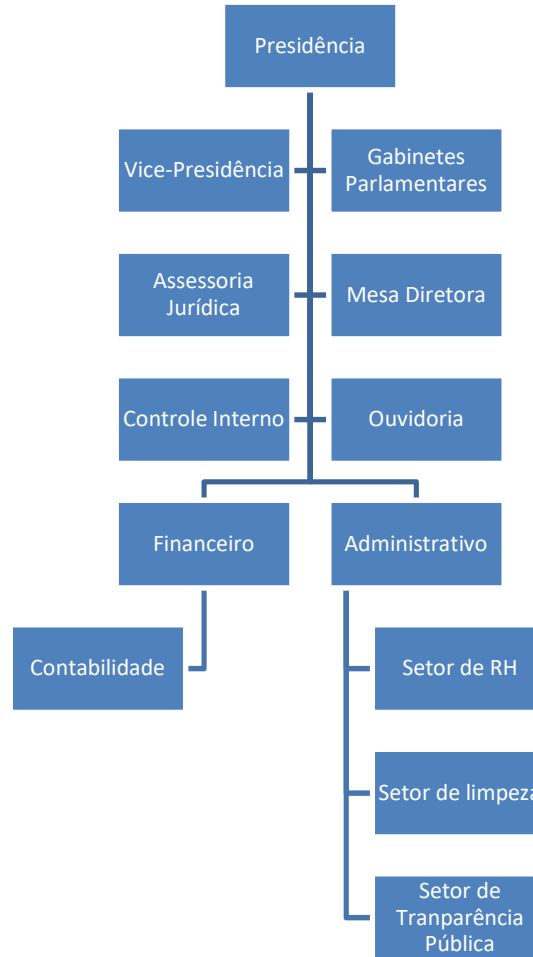 Presidência
Vice-Presidência
Gabinetes
Parlamentares
Assessoria
Jurídica
Mesa Diretora
Controle Interno
Ouvidoria
Financeiro
Administrativo
Contabilidade
Setor de RH
Setor de limpeza
Setor de
Tranparência
Pública